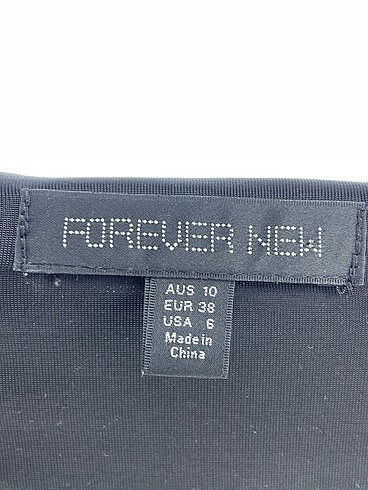 FOREVER NEW
AUS 10
EUR 38
USA 6
Made in
China